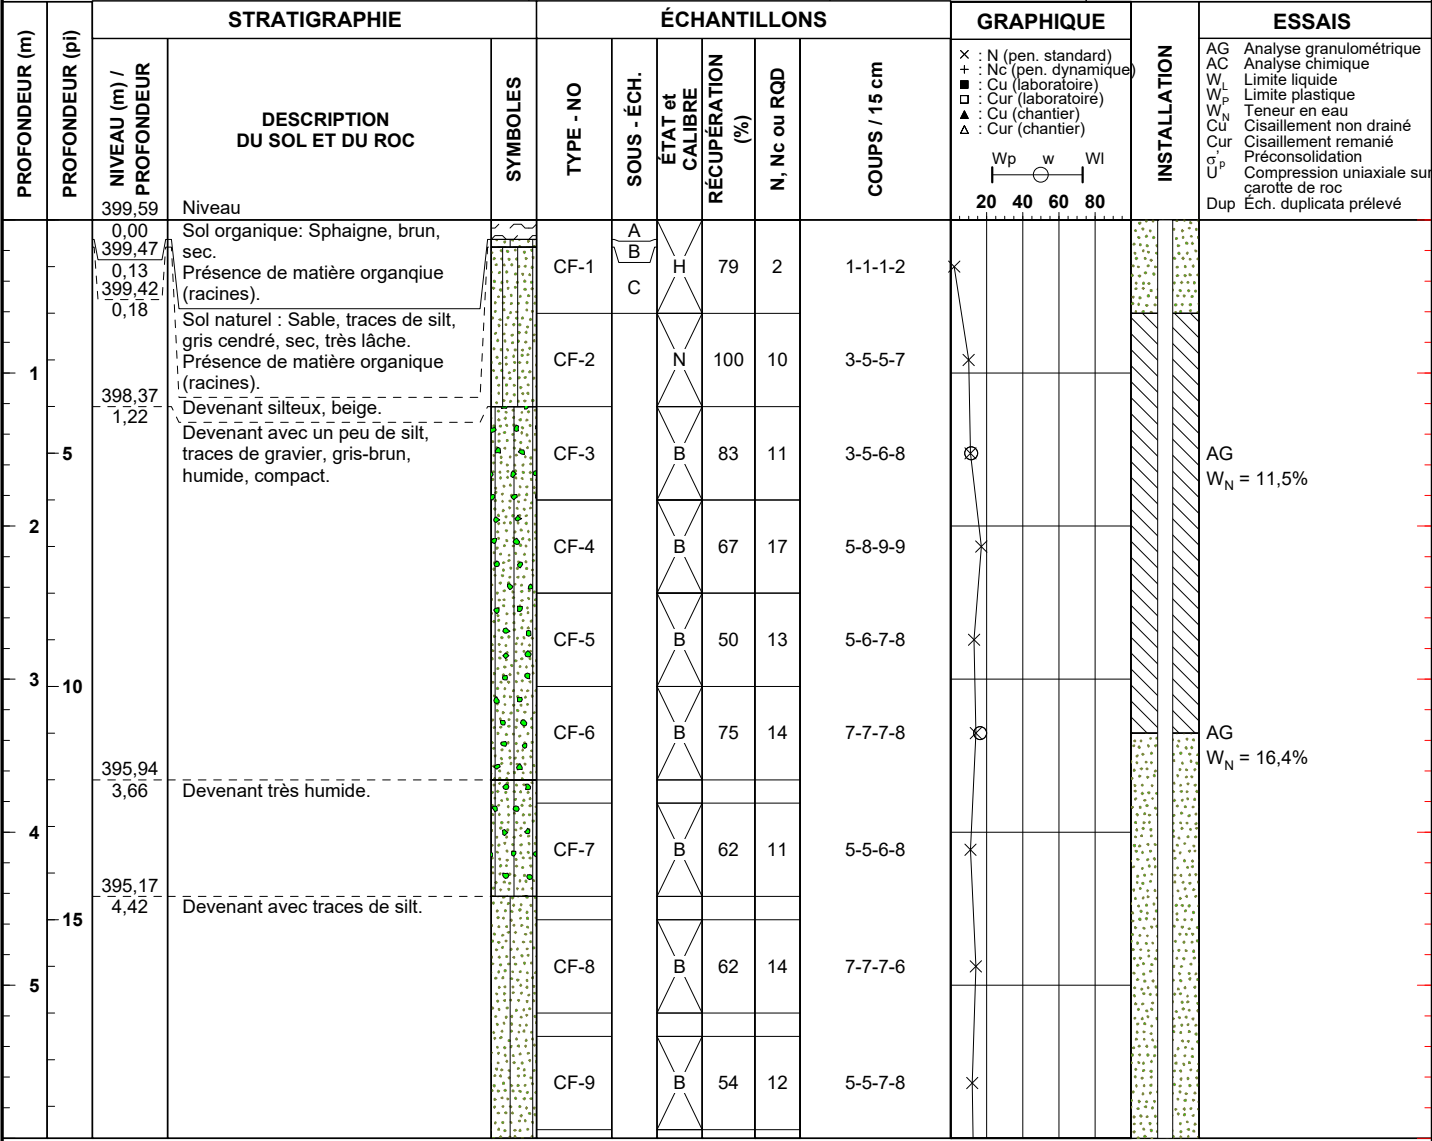 STRATIGRAPHIE
ÉCHANTILLONS
GRAPHIQUE
ESSAIS
PROFONDEUR (m)
PROFONDEUR (pi)
NIVEAU (m) /
PROFONDEUR
DESCRIPTION
DU SOL ET DU ROC
SYMBOLES
TYPE - NO
SOUS - ÉCH.
ÉTAT et
CALIBRE
RÉCUPÉRATION
(%)
N, Nc ou RQD
COUPS / 15 cm
× : N (pen. standard)
+ : Nc (pen. dynamique)
■ : Cu (laboratoire)
□ : Cur (laboratoire)
▲ : Cu (chantier)
△ : Cur (chantier)
Wp w Wl
20 40 60 80
INSTALLATION
AG Analyse granulométrique
AC Analyse chimique
WL Limite liquide
WP Limite plastique
WN Teneur en eau
Cu Cisaillement non drainé
Cur Cisaillement remanié
σ'p Préconsolidation
U Compression uniaxiale sur
carotte de roc
Dup Éch. duplicata prélevé
399,59 Niveau
0,00 Sol organique: Sphaigne, brun,
399,47 sec.
0,13 Présence de matière organqiue
399,42 (racines).
0,18 Sol naturel : Sable, traces de silt,
gris cendré, sec, très lâche.
Présence de matière organique
(racines).
A
B
C
CF-1 H 79 2 1-1-1-2
CF-2 N 100 10 3-5-5-7
1
398,37 Devenant silteux, beige.
1,22
Devenant avec un peu de silt,
traces de gravier, gris-brun,
humide, compact.
5 CF-3 B 83 11 3-5-6-8 AG
WN = 11,5%
2
CF-4 B 67 17 5-8-9-9
CF-5 B 50 13 5-6-7-8
3
10
CF-6 B 75 14 7-7-7-8 AG
WN = 16,4%
395,94
3,66 Devenant très humide.
4
CF-7 B 62 11 5-5-6-8
395,17
4,42 Devenant avec traces de silt.
15
CF-8 B 62 14 7-7-7-6
5
CF-9 B 54 12 5-5-7-8